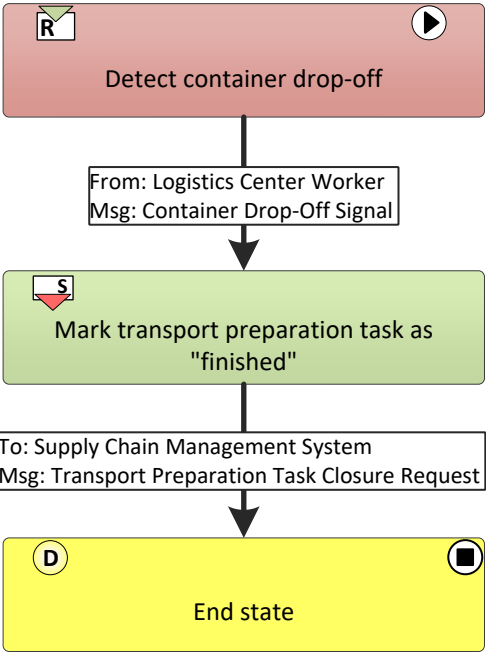 R
Detect container drop-off
From: Logistics Center Worker
Msg: Container Drop-Off Signal
S
Mark transport preparation task as
"finished"
To: Supply Chain Management System
Msg: Transport Preparation Task Closure Request
D
End state